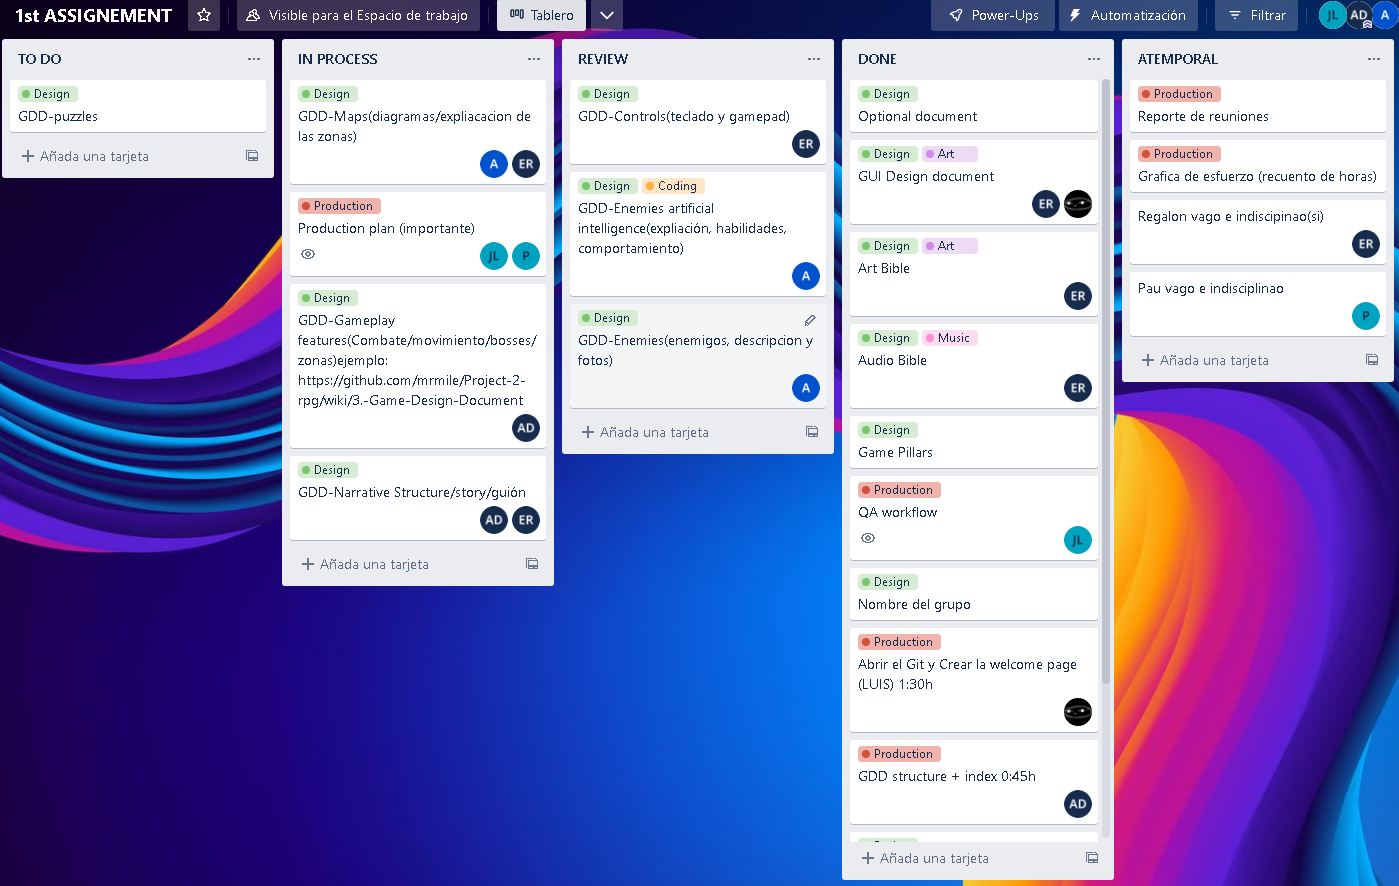 1st ASSIGNEMENT
Visible para el Espacio de trabajo
Tablero
Power-Ups
Automatización
Filtrar
JL
AD
A
TO DO
Design
GDD-puzzles
Añada una tarjeta
IN PROCESS
Design
GDD-Maps(diagramas/expliacacion de
las zonas)
A
ER
Production
Production plan (importante)
JL
P
Design
GDD-Gameplay
features(Combate/movimiento/bosses/
zonas)ejemplo:
https://github.com/mrmile/Project-2-
rpg/wiki/3.-Game-Design-Document
AD
Design
GDD-Narrative Structure/story/guión
AD
ER
Añada una tarjeta
REVIEW
Design
GDD-Controls(teclado y gamepad)
ER
Design
Coding
GDD-Enemies artificial
intelligence(expliación, habilidades,
comportamiento)
A
Design
GDD-Enemies(enemigos, descripcion y
fotos)
A
Añada una tarjeta
DONE
Design
Optional document
Design
Art
GUI Design document
ER
Design
Art
Art Bible
ER
Design
Music
Audio Bible
ER
Design
Game Pillars
Production
QA workflow
JL
Design
Nombre del grupo
Production
Abrir el Git y Crear la welcome page
(LUIS) 1:30h
Production
GDD structure + index 0:45h
AD
Añada una tarjeta
ATEMPORAL
Production
Reporte de reuniones
Production
Grafica de esfuerzo (recuento de horas)
Regalon vago e indiscipinao(si)
ER
Pau vago e indisciplinao
P
Añada una tarjeta